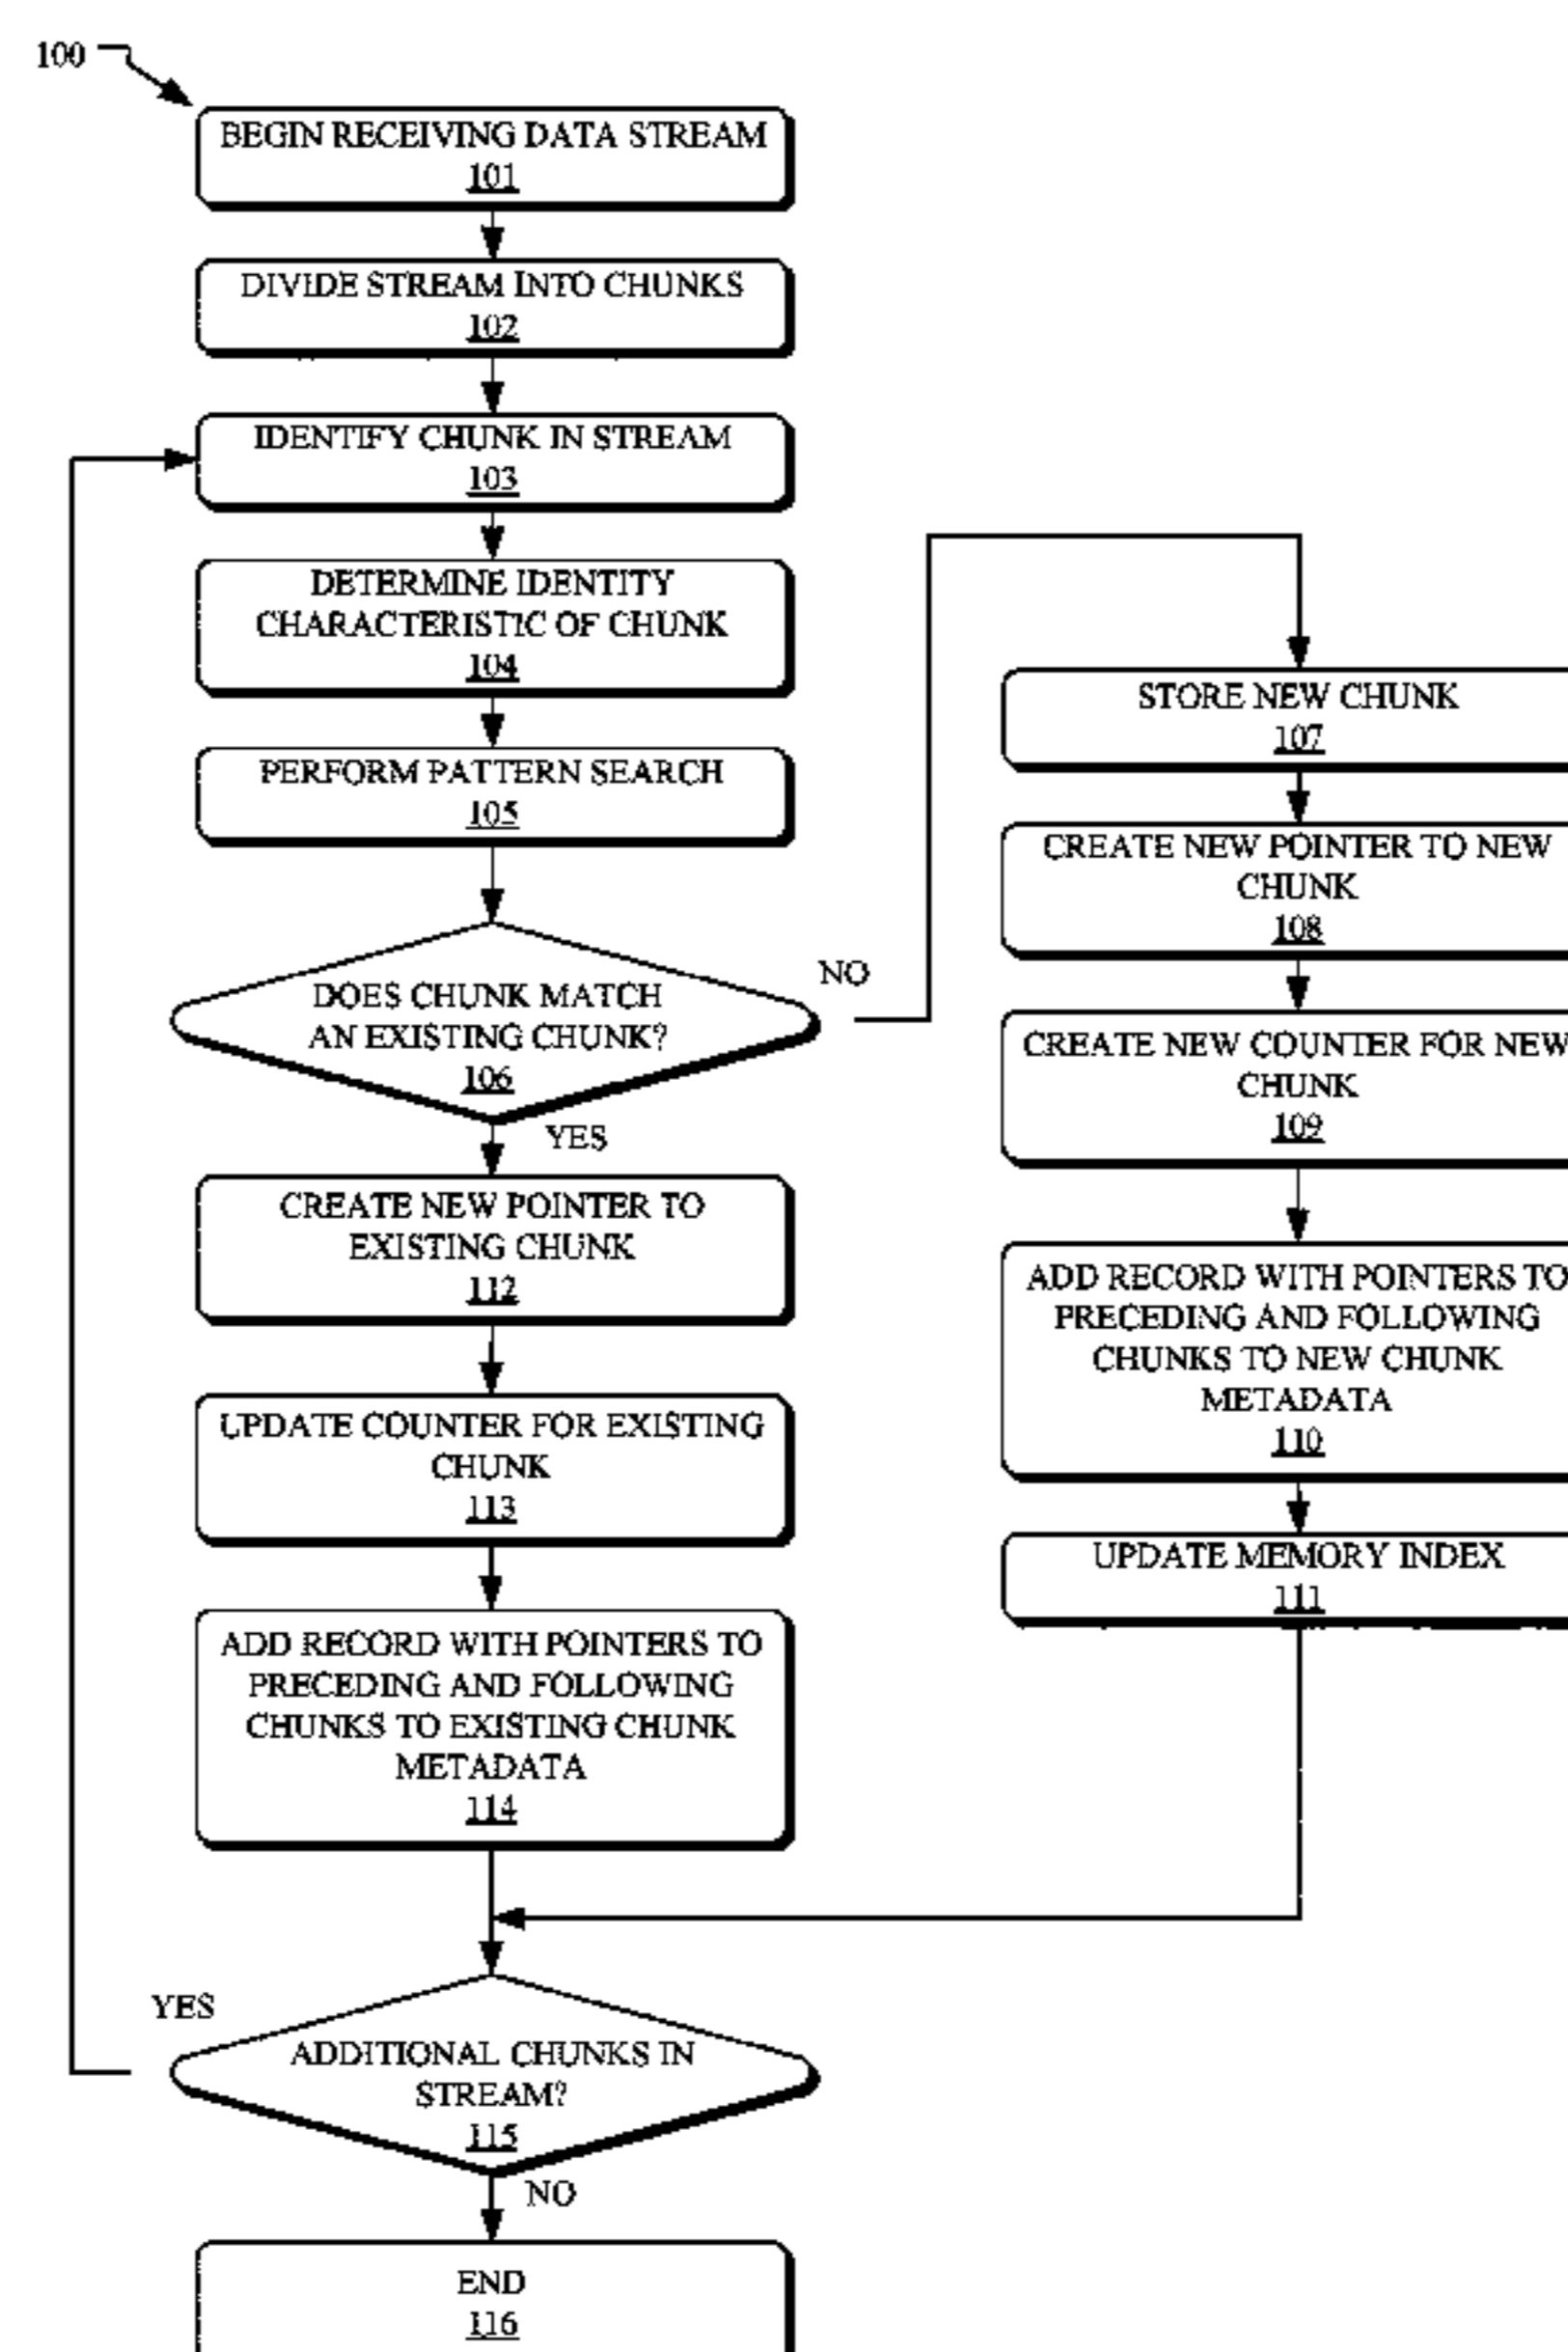 100
BEGIN RECEIVING DATA STREAM
101
DIVIDE STREAM INTO CHUNKS
102
IDENTIFY CHUNK IN STREAM
103
DETERMINE IDENTITY
CHARACTERISTIC OF CHUNK
104
PERFORM PATTERN SEARCH
105
DOES CHUNK MATCH
AN EXISTING CHUNK?
106
NO
YES
STORE NEW CHUNK
107
CREATE NEW POINTER TO NEW
CHUNK
108
CREATE NEW COUNTER FOR NEW
CHUNK
109
ADD RECORD WITH POINTERS TO
PRECEDING AND FOLLOWING
CHUNKS TO NEW CHUNK
METADATA
110
UPDATE MEMORY INDEX
111
CREATE NEW POINTER TO
EXISTING CHUNK
112
UPDATE COUNTER FOR EXISTING
CHUNK
113
ADD RECORD WITH POINTERS TO
PRECEDING AND FOLLOWING
CHUNKS TO EXISTING CHUNK
METADATA
114
YES
ADDITIONAL CHUNKS IN
STREAM?
115
NO
END
116